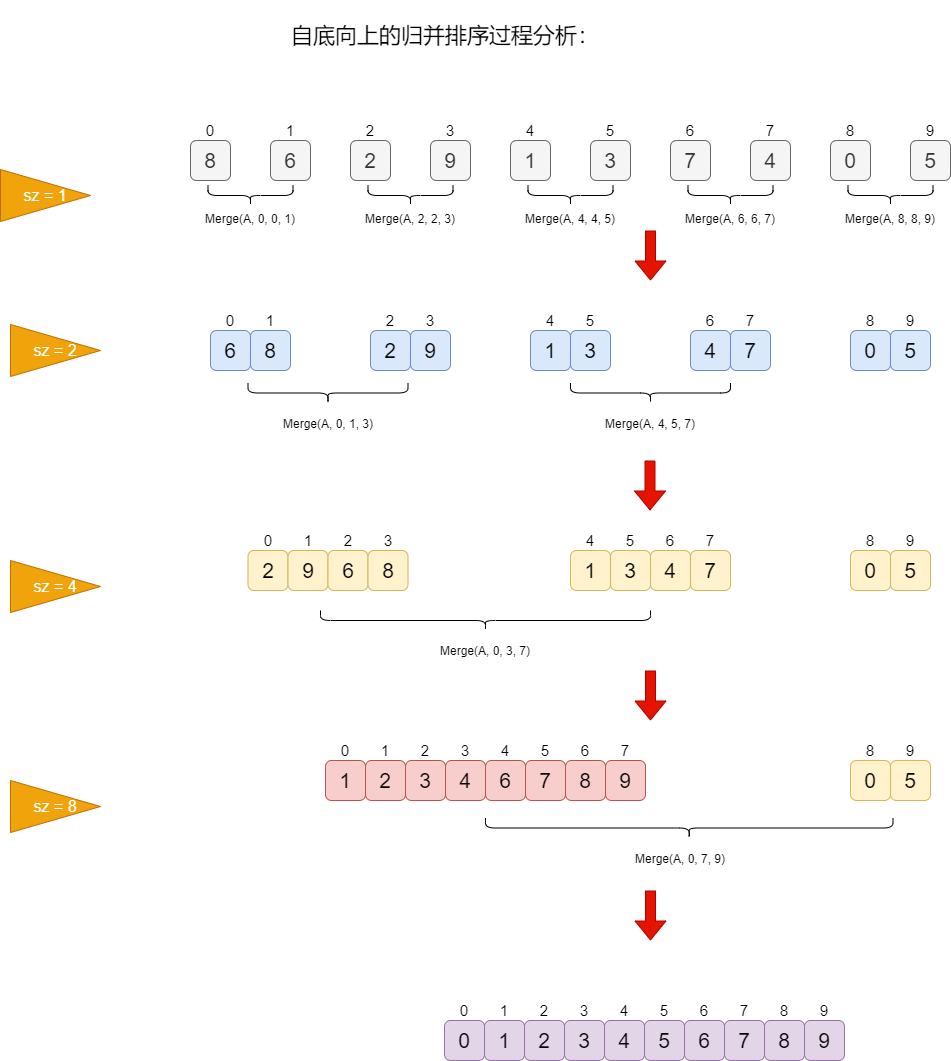 自底向上的归并排序过程分析：
0 1 2 3 4 5 6 7 8 9
8 6 2 9 1 3 7 4 0 5
sz = 1
Merge(A, 0, 0, 1) Merge(A, 2, 2, 3) Merge(A, 4, 4, 5) Merge(A, 6, 6, 7) Merge(A, 8, 8, 9)
0 1 2 3 4 5 6 7 8 9
sz = 2 6 8 2 9 1 3 4 7 0 5
Merge(A, 0, 1, 3) Merge(A, 4, 5, 7)
0 1 2 3 4 5 6 7 8 9
2 9 6 8 1 3 4 7 0 5
sz = 4
Merge(A, 0, 3, 7)
0 1 2 3 4 5 6 7 8 9
1 2 3 4 6 7 8 9 0 5
sz = 8
Merge(A, 0, 7, 9)
0 1 2 3 4 5 6 7 8 9
0 1 2 3 4 5 6 7 8 9